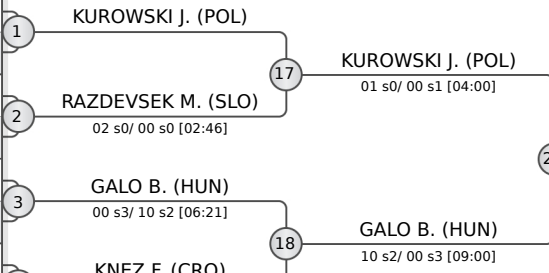 KUROWSKI J. (POL)
1
17
KUROWSKI J. (POL)
01 s0/ 00 s1 [04:00]
RAZDEVSEK M. (SLO)
2
02 s0/ 00 s0 [02:46]
GALO B. (HUN)
3
00 s3/ 10 s2 [06:21]
18
GALO B. (HUN)
10 s2/ 00 s3 [09:00]
KNEZ F. (CRO)